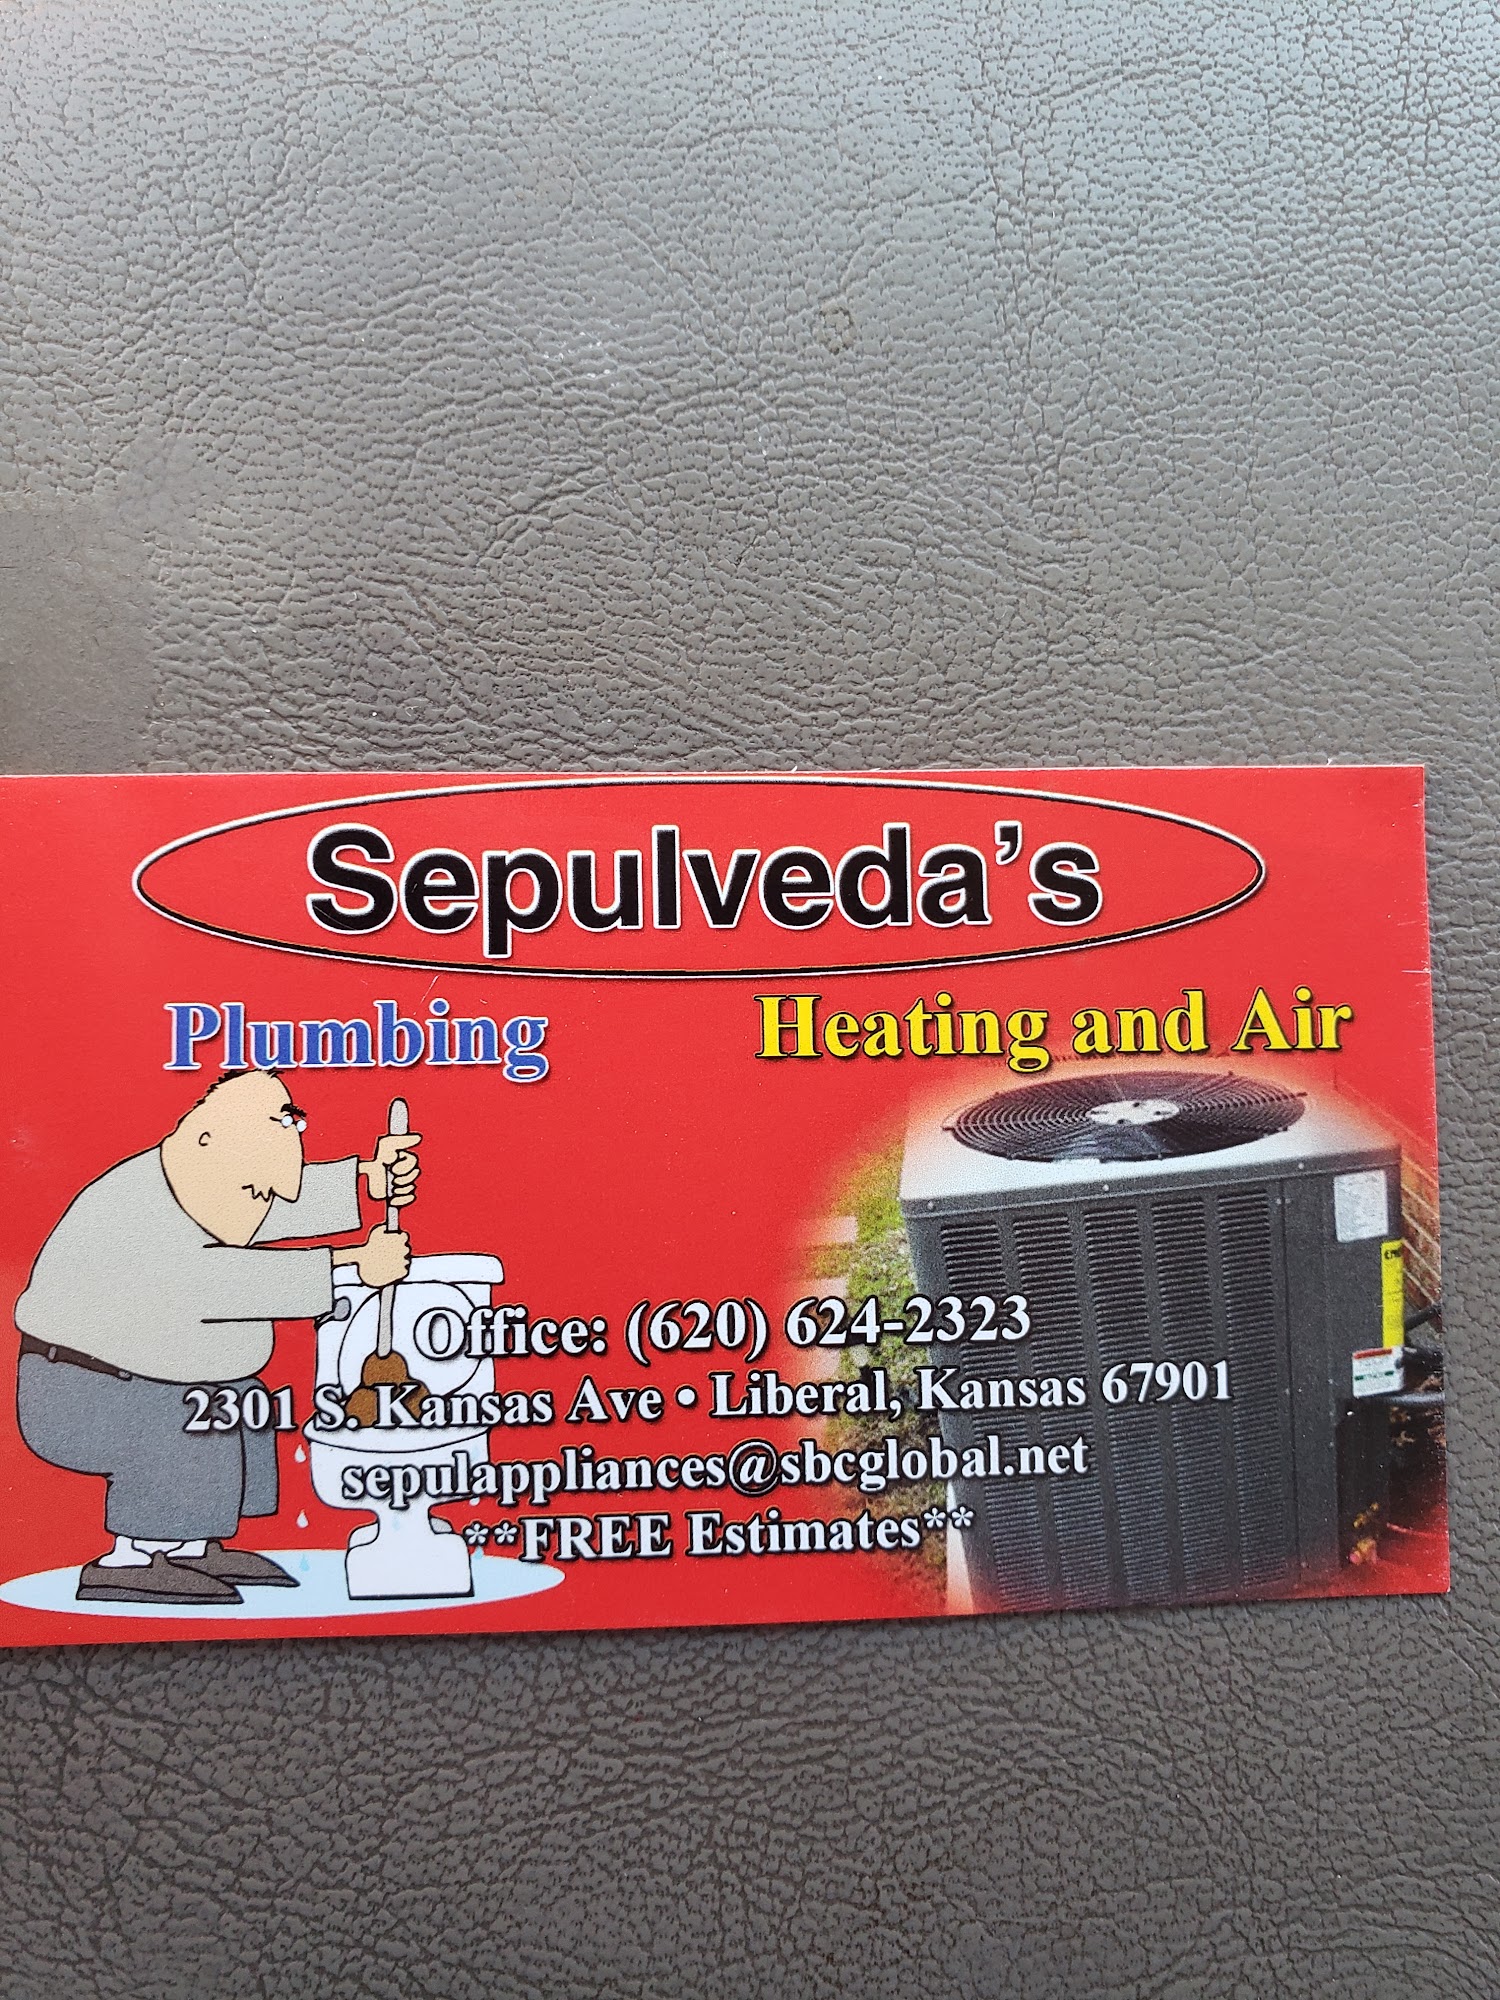 Sepulveda's
Plumbing
Heating and Air
Office: (620) 624-2323
2301 S. Kansas Ave • Liberal, Kansas 67901
sepulappliances@sbcglobal.net
**FREE Estimates**